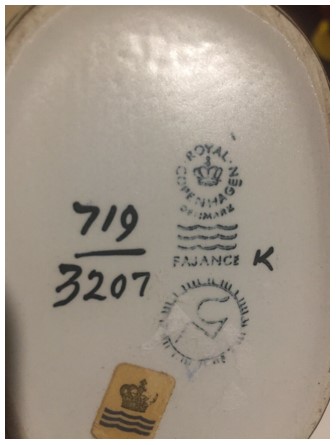 719
3207
ROYAL
COPENHAGEN
DENMARK
FAJANCE
K